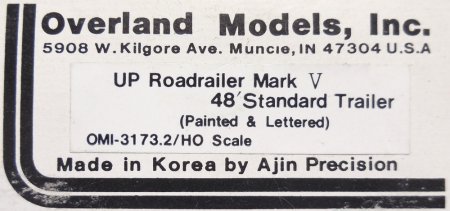 Overland Models, Inc.
5908 W. Kilgore Ave. Muncie, IN 47304 U.S.A
UP Roadrailer Mark V
48' Standard Trailer
(Painted & Lettered)
OMI-3173.2/HO Scale
Made in Korea by Ajin Precision